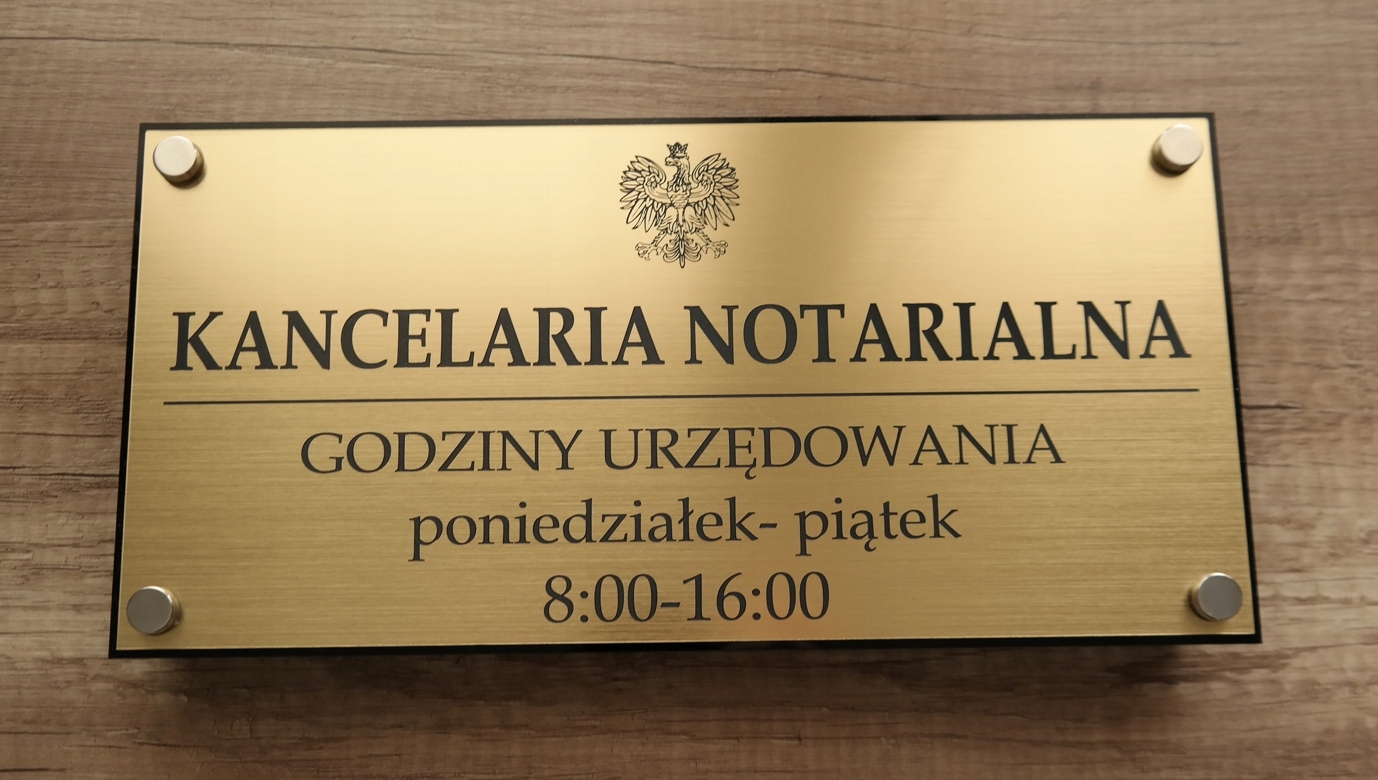 KANCELARIA NOTARIALNA
GODZINY URZĘDOWANIA
poniedziałek- piątek
8:00-16:00